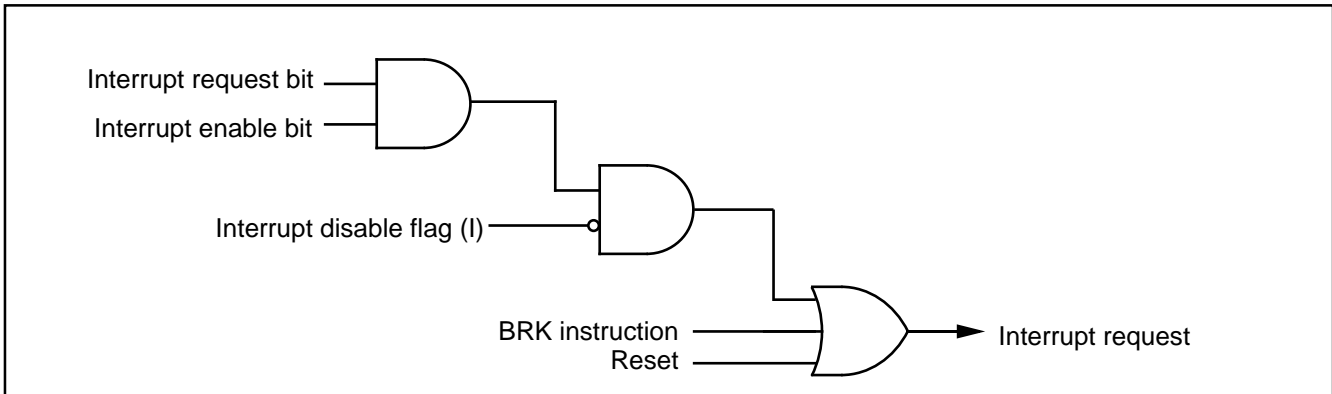 Interrupt request bit
Interrupt enable bit
Interrupt disable flag (I)
BRK instruction
Reset
Interrupt request